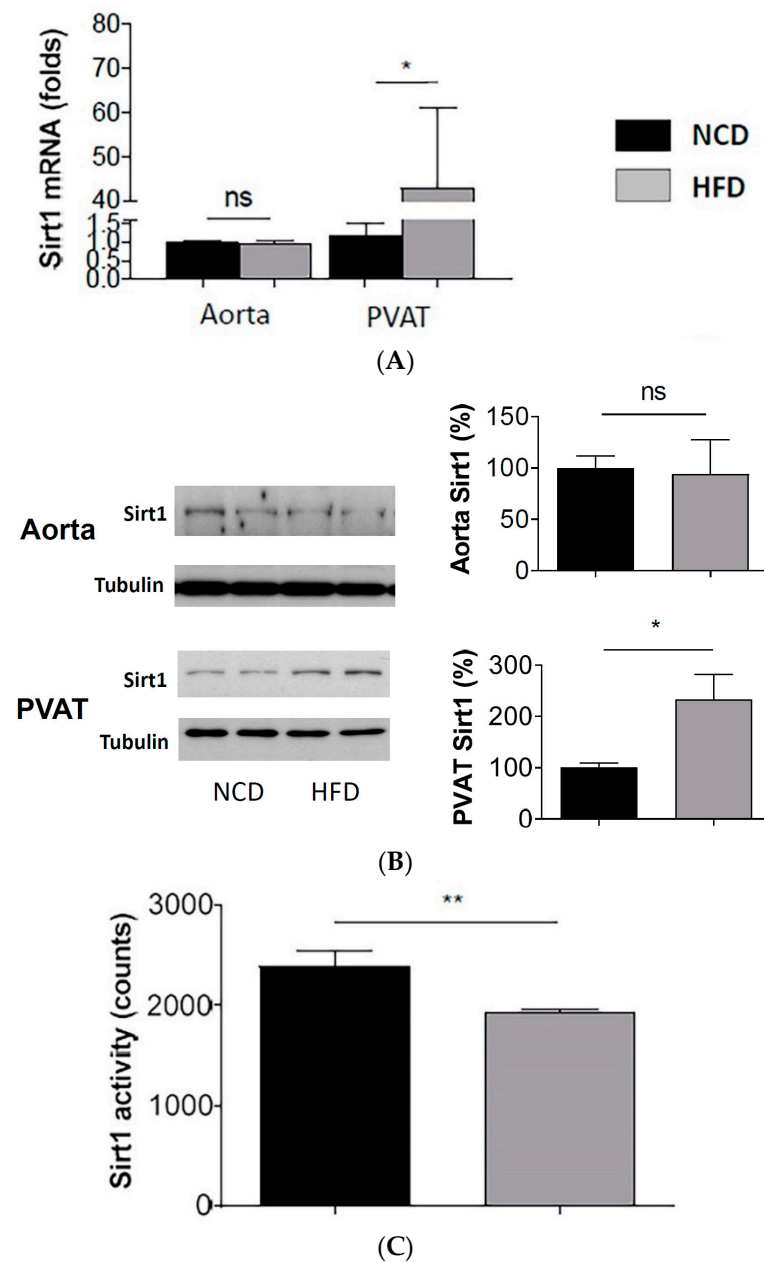 Sirt1 mRNA (folds)
80
70
60
50
40
1.5
1.0
0.5
0.0
ns
*
Aorta
PVAT
NCD
HFD
(A)
Aorta
Sirt1
Tubulin
PVAT
Sirt1
Tubulin
NCD HFD
Aorta Sirt1 (%)
150
100
50
0
ns
PVAT Sirt1 (%)
300
200
100
0
*
(B)
Sirt1 activity (counts)
3000
2000
1000
0
**
(C)